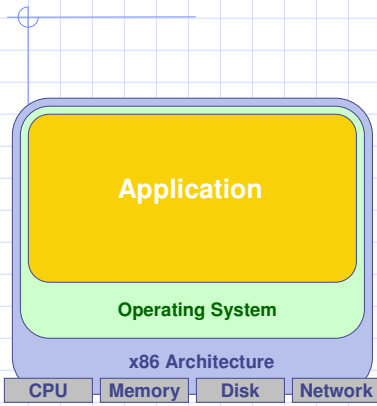 Application
Operating System
x86 Architecture
CPU Memory Disk Network